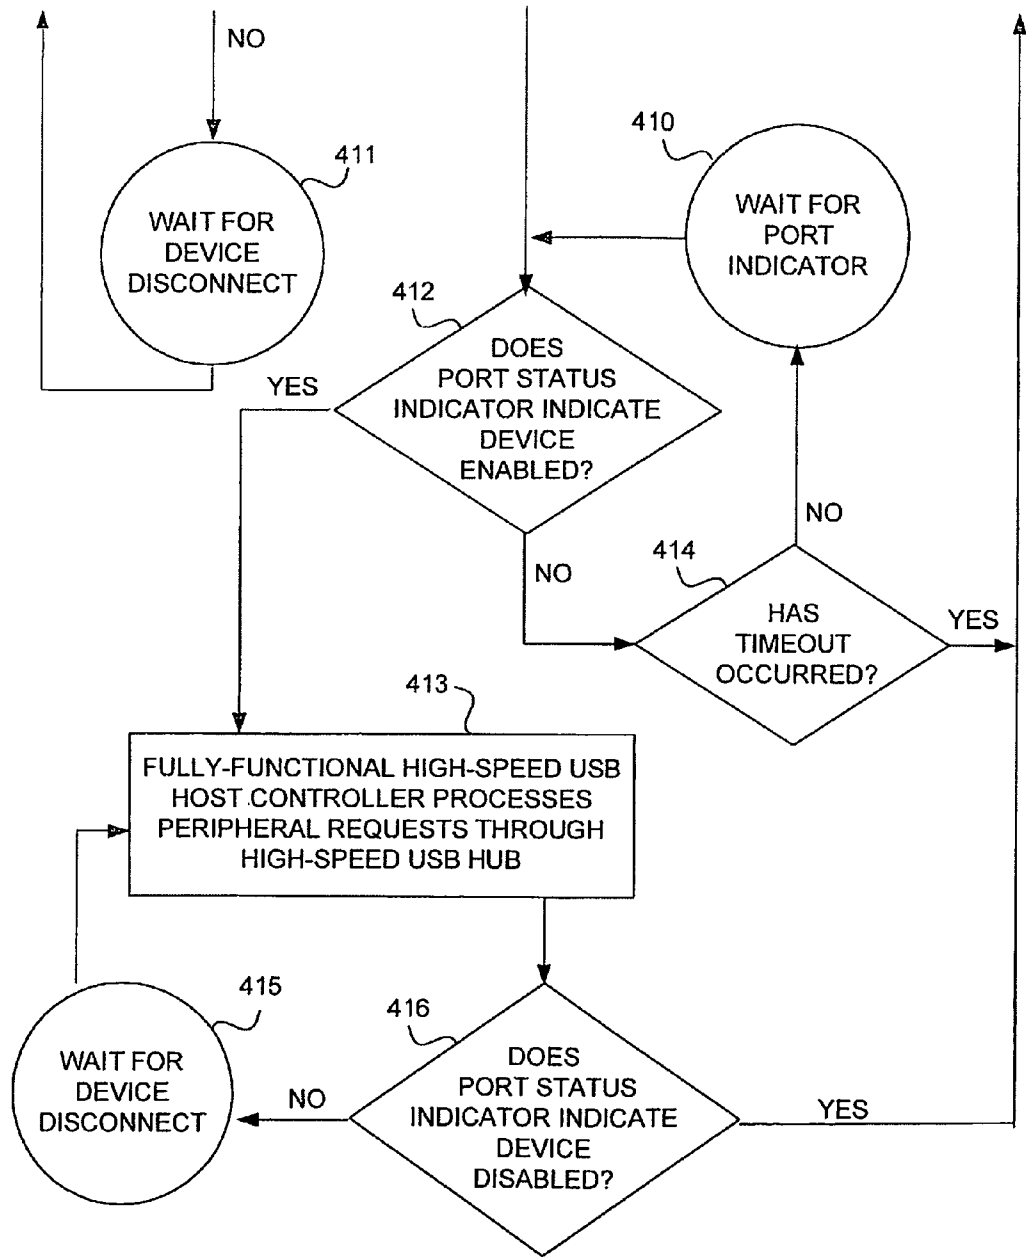 NO
411
WAIT FOR
DEVICE
DISCONNECT
410
WAIT FOR
PORT
INDICATOR
412
DOES
PORT STATUS
INDICATOR INDICATE
DEVICE
ENABLED?
YES
NO
414
HAS
TIMEOUT
OCCURRED?
NO
YES
413
FULLY-FUNCTIONAL HIGH-SPEED USB
HOST CONTROLLER PROCESSES
PERIPHERAL REQUESTS THROUGH
HIGH-SPEED USB HUB
415
WAIT FOR
DEVICE
DISCONNECT
NO
416
DOES
PORT STATUS
INDICATOR INDICATE
DEVICE
DISABLED?
YES